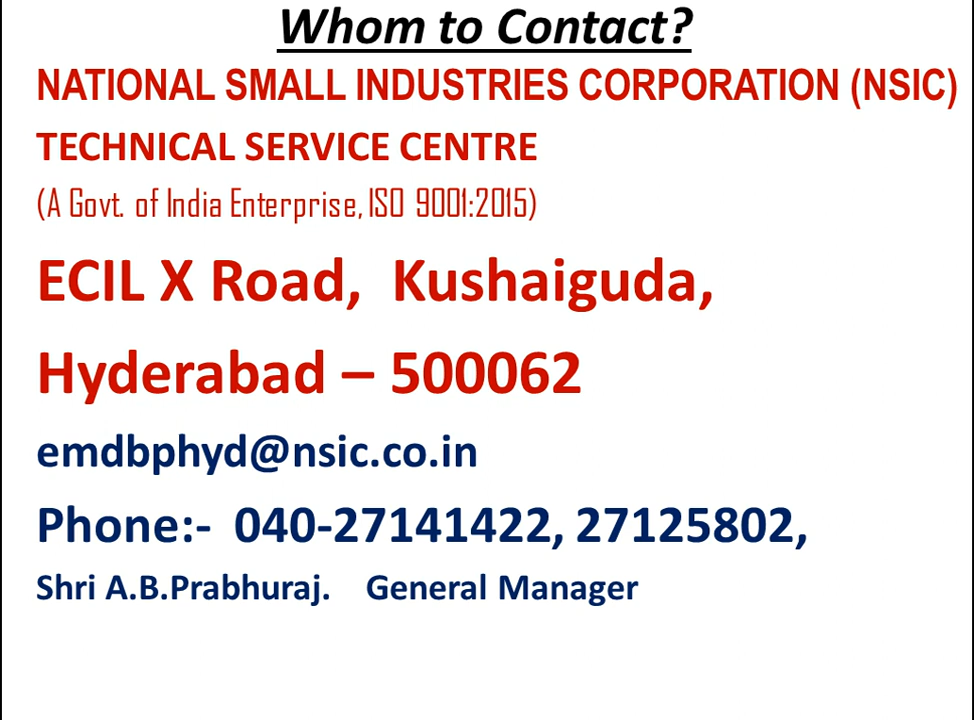 Whom to Contact?
NATIONAL SMALL INDUSTRIES CORPORATION (NSIC)
TECHNICAL SERVICE CENTRE
(A Govt. of India Enterprise, ISO 9001:2015)
ECIL X Road, Kushaiguda,
Hyderabad – 500062
emdbphyd@nsic.co.in
Phone:- 040-27141422, 27125802,
Shri A.B.Prabhuraj. General Manager